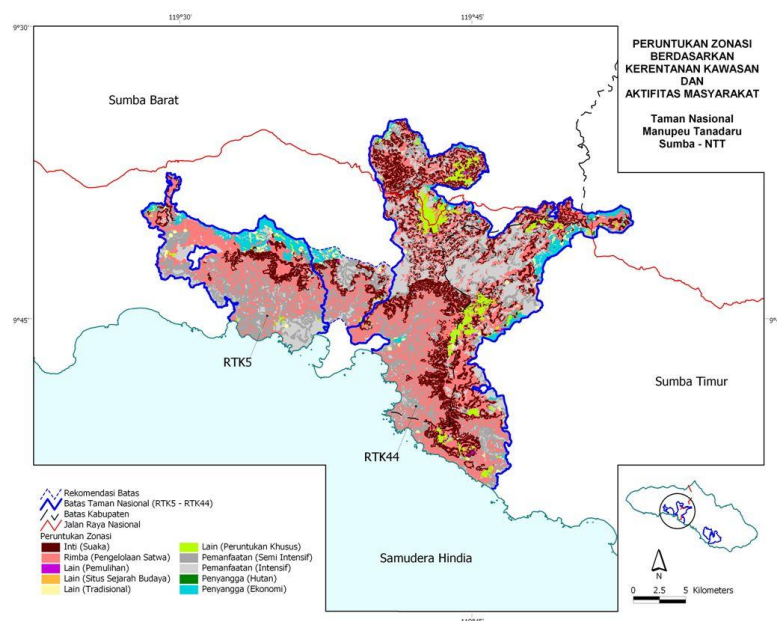 119°30'
119°45'
9°30'
PERUNTUKAN ZONASI
BERDASARKAN
KERENTANAN KAWASAN
DAN
AKTIFITAS MASYARAKAT
Taman Nasional
Manupeu Tanadaru
Sumba - NTT
Sumba Barat
9°45'
RTK5
Sumba Timur
RTK44
Samudera Hindia
Rekomendasi Batas
Batas Taman Nasional (RTK5 - RTK44)
Batas Kabupaten
Jalan Raya Nasional
Peruntukan Zonasi
Inti (Suaka)
Rimba (Pengelolaan Satwa)
Lain (Pemulihan)
Lain (Situs Sejarah Budaya)
Lain (Tradisional)
Lain (Peruntukan Khusus)
Pemanfaatan (Semi Intensif)
Pemanfaatan (Intensif)
Penyangga (Hutan)
Penyangga (Ekonomi)
N
0 2.5 5 Kilometers